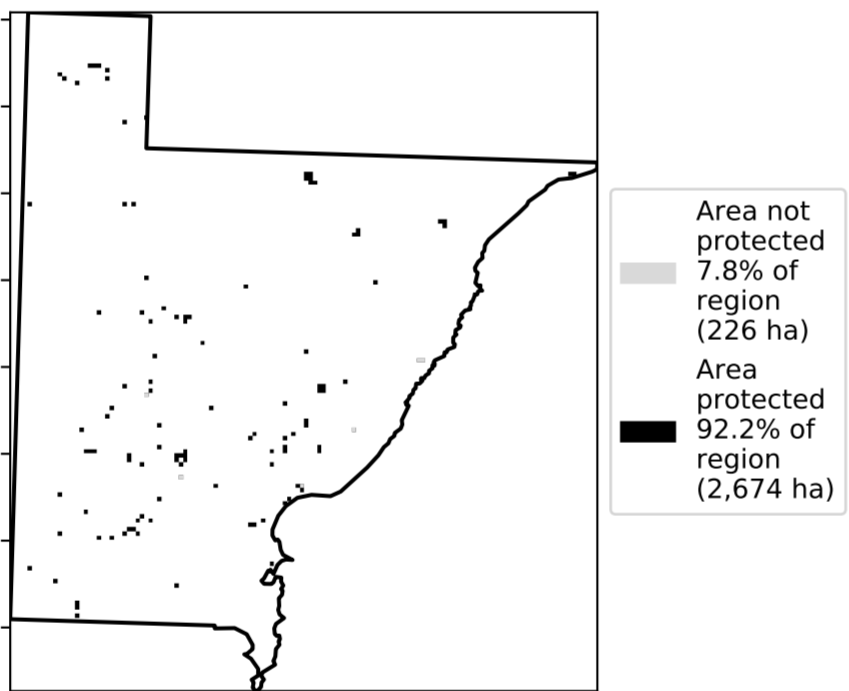 Area not
protected
7.8% of
region
(226 ha)
Area
protected
92.2% of
region
(2,674 ha)